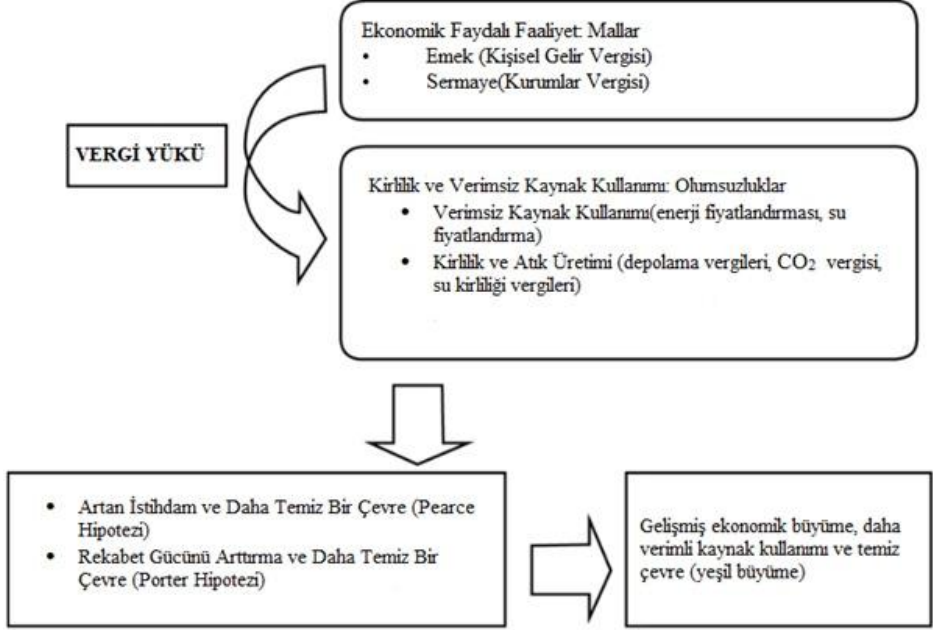 Ekonomik Faydalı Faaliyet: Mallar
• Emek (Kişisel Gelir Vergisi)
• Sermaye(Kurumlar Vergisi)
VERGİ YÜKÜ
Kirlilik ve Verimsiz Kaynak Kullanımı: Olumsuzluklar
• Verimsiz Kaynak Kullanımı(enerji fiyatlandırması, su
fiyatlandırma)
• Kirlilik ve Atık Üretimi (depolama vergileri, CO₂ vergisi,
su kirliliği vergileri)
• Artan İstihdam ve Daha Temiz Bir Çevre (Pearce
Hipotezi)
• Rekabet Gücünü Arttırma ve Daha Temiz Bir
Çevre (Porter Hipotezi)
Gelişmiş ekonomik büyüme, daha
verimli kaynak kullanımı ve temiz
çevre (yeşil büyüme)